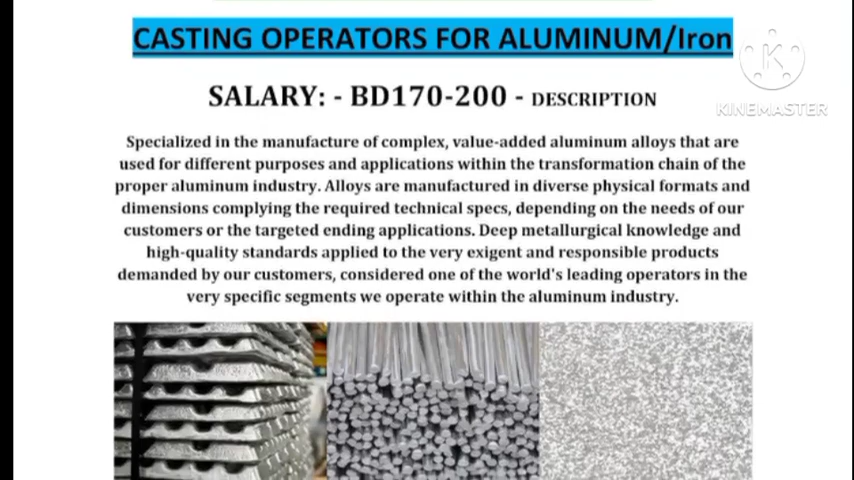 CASTING OPERATORS FOR ALUMINUM/Iron
KINEMASTER
SALARY: - BD170-200 - DESCRIPTION
Specialized in the manufacture of complex, value-added aluminum alloys that are
used for different purposes and applications within the transformation chain of the
proper aluminum industry. Alloys are manufactured in diverse physical formats and
dimensions complying the required technical specs, depending on the needs of our
customers or the targeted ending applications. Deep metallurgical knowledge and
high-quality standards applied to the very exigent and responsible products
demanded by our customers, considered one of the world's leading operators in the
very specific segments we operate within the aluminum industry.